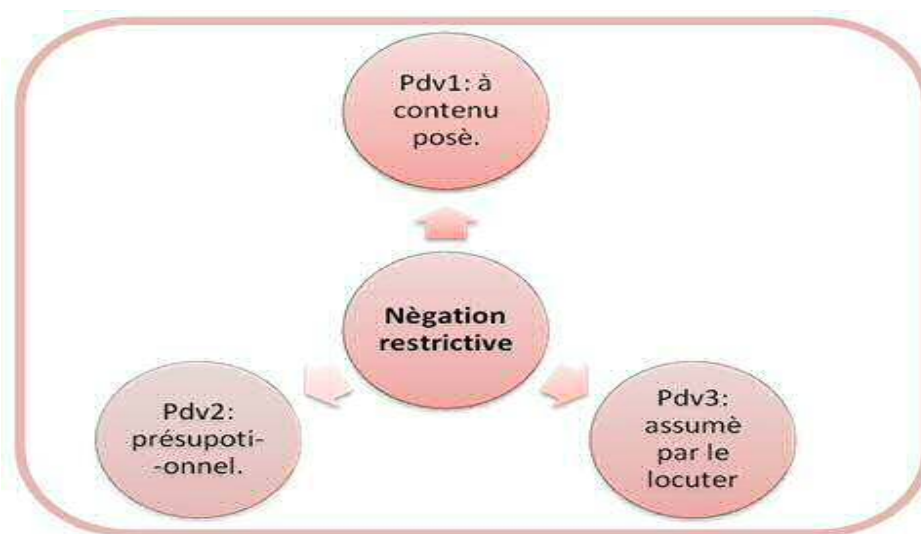 Pdv1: à
contenu
posè.
Nègation
restrictive
Pdv2:
présupoti-
-onnel.
Pdv3:
assumè
par le
locuter